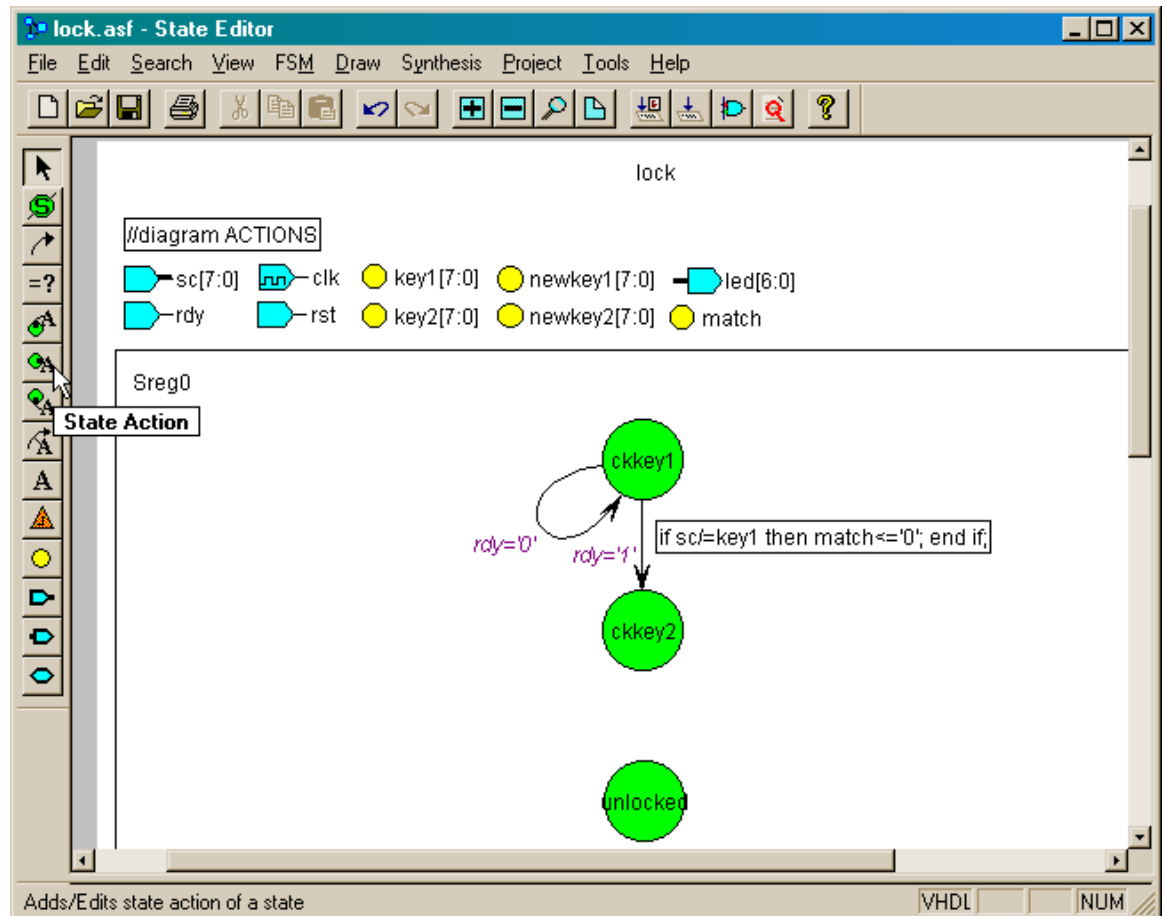 lock.asf - State Editor
File Edit Search View FSM Draw Synthesis Project Tools Help
lock
//diagram ACTIONS
sc[7:0] clk key1[7:0] newkey1[7:0] led[6:0]
rdy rst key2[7:0] newkey2[7:0] match
Sreg0
State Action
ckkey1
rdy='0'
rdy='1'
if sc/=key1 then match<='0'; end if;
ckkey2
unlocked
Adds/Edits state action of a state VHDL NUM